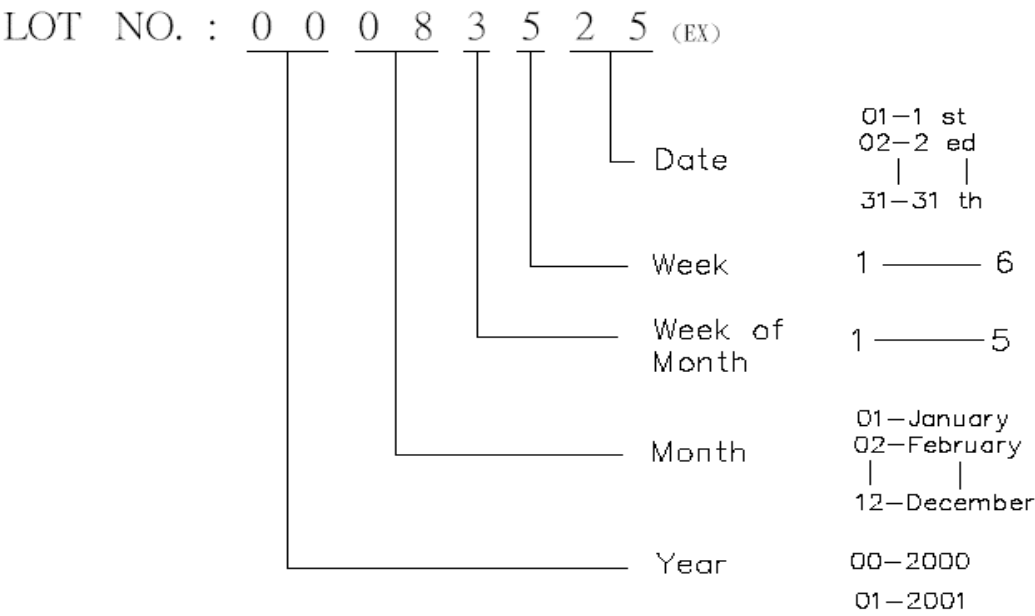 LOT NO. : 0 0 0 8 3 5 2 5 (EX)
01-1 st
02-2 ed
Date
31-31 th
Week 1 6
Week of
Month
1 5
01-January
Month 02-February
12-December
Year 00-2000
01-2001